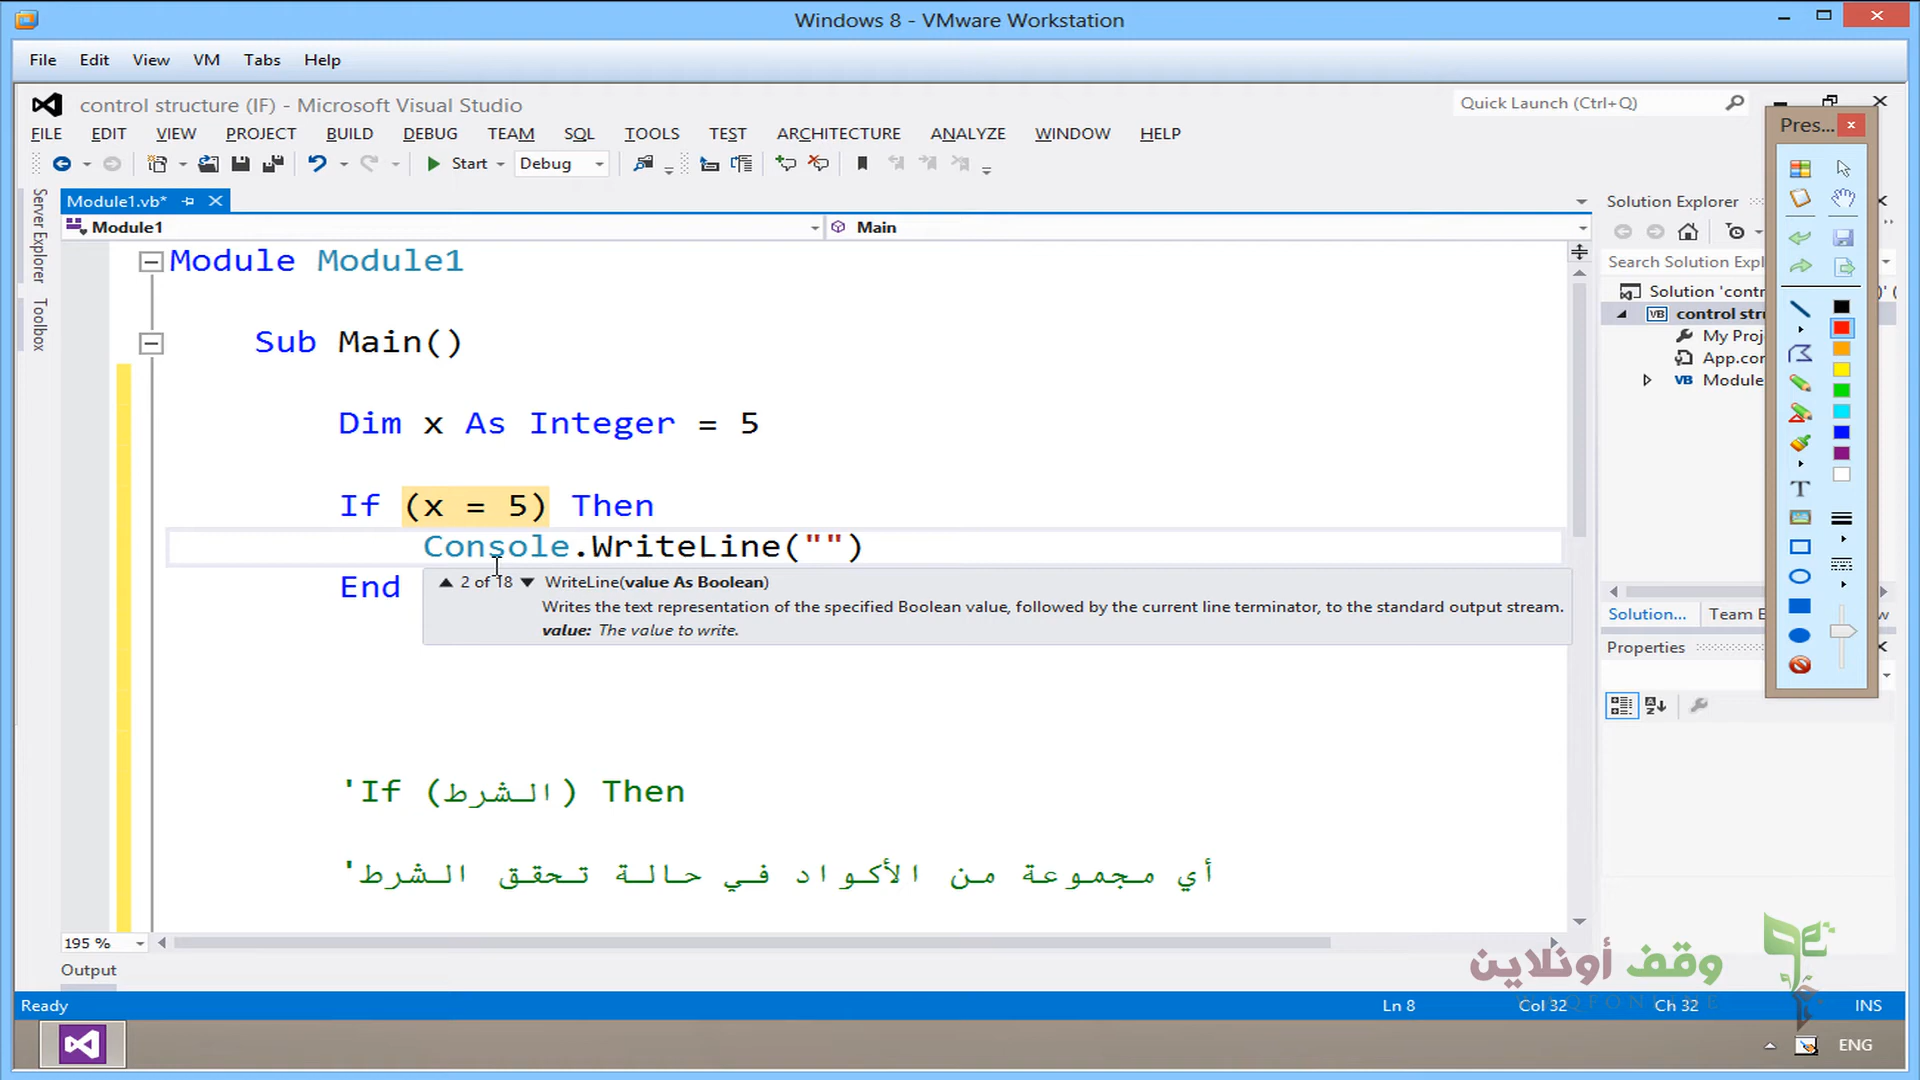 Windows 8 - VMware Workstation
File Edit View VM Tabs Help
control structure (IF) - Microsoft Visual Studio
Quick Launch (Ctrl+Q)
Pres...
FILE EDIT VIEW PROJECT BUILD DEBUG TEAM SQL TOOLS TEST ARCHITECTURE ANALYZE WINDOW HELP
Start Debug
Server Explorer
Toolbox
Module1.vb*
Module1
Main
Module Module1
Sub Main()
Dim x As Integer = 5
If (x = 5) Then
Console.WriteLine("")
End
2 of 18 WriteLine(value As Boolean)
Writes the text representation of the specified Boolean value, followed by the current line terminator, to the standard output stream.
value: The value to write.
'If (الشرط) Then
'أي مجموعة من الأكواد في حالة تحقق الشرط
Solution Explorer
Search Solution Expl
Solution 'contr
)' (
control stru
My Proj
App.con
VB Module
Solution... Team E
w
Properties
195 %
Output
وقف أونلاين
WAQFONLINE
Ready Ln 8 Col 32 Ch 32 INS
ENG